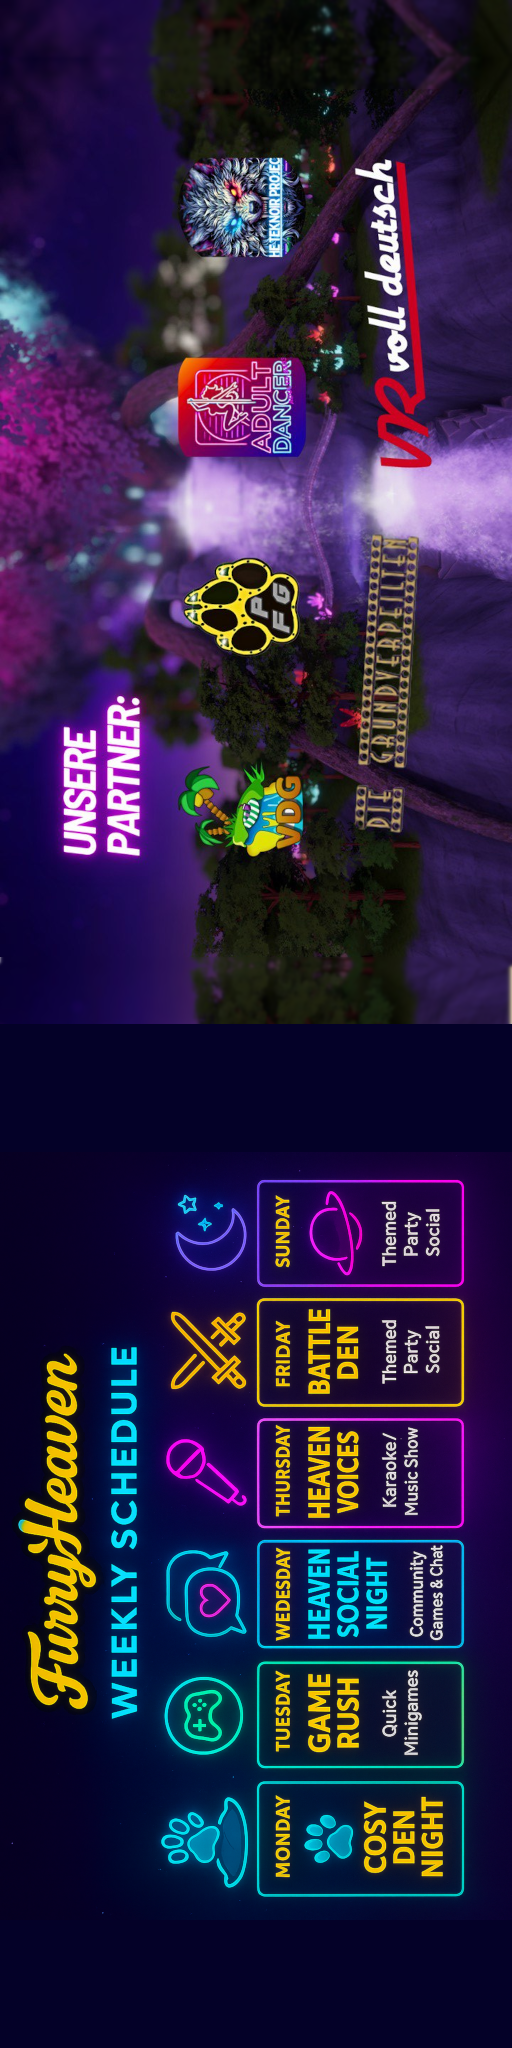 UNSERE
PARTNER:
VDG
PFG
ADULT
DANCER
HE TEKNOIR PROJEC
DIE GRUNDVERPEILTEN
VR voll deutsch
FurryHeaven
WEEKLY SCHEDULE
MONDAY
COSY
DEN
NIGHT
TUESDAY
GAME
RUSH
Quick
Minigames
WEDESDAY
HEAVEN
SOCIAL
NIGHT
Community
Games & Chat
THURSDAY
HEAVEN
VOICES
Karaoke/
Music Show
FRIDAY
BATTLE
DEN
Themed
Party
Social
SUNDAY
Themed
Party
Social